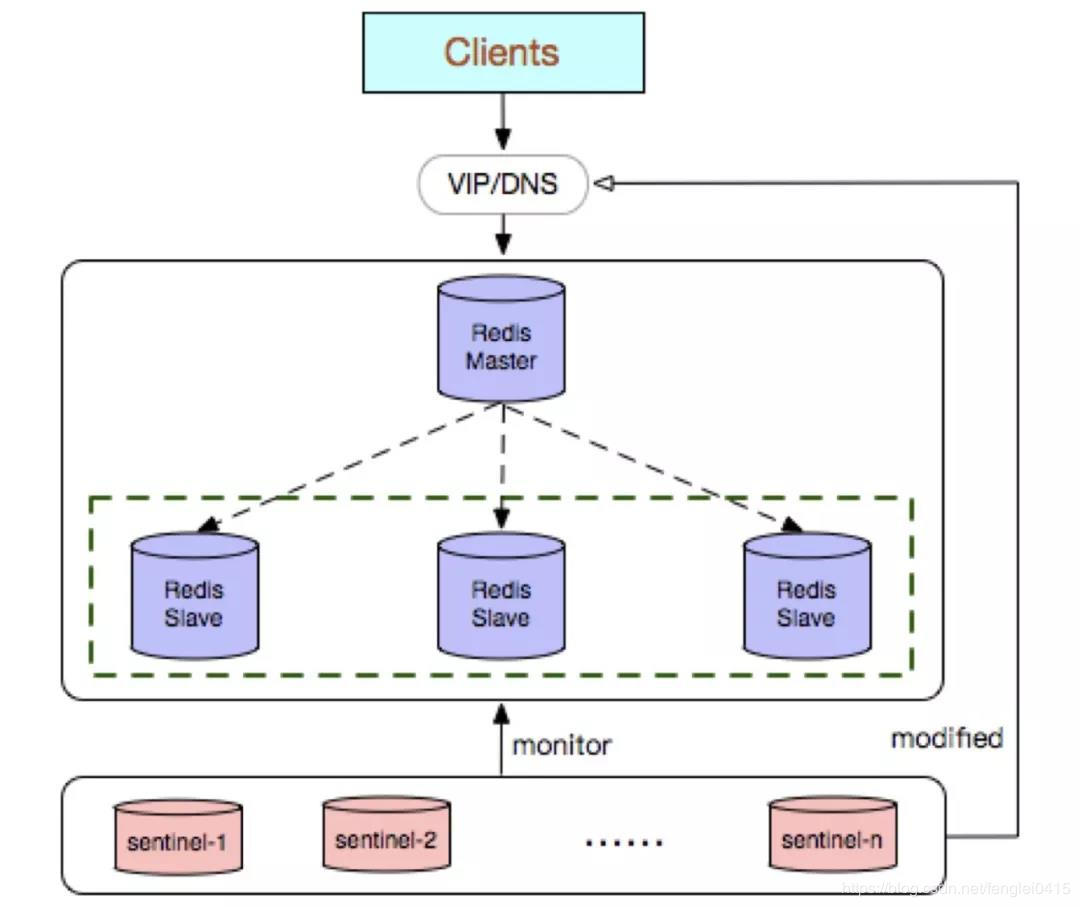 Clients
VIP/DNS
Redis
Master
Redis
Slave
Redis
Slave
Redis
Slave
monitor
modified
sentinel-1
sentinel-2
......
sentinel-n
https://blog.csdn.net/fenglei0415